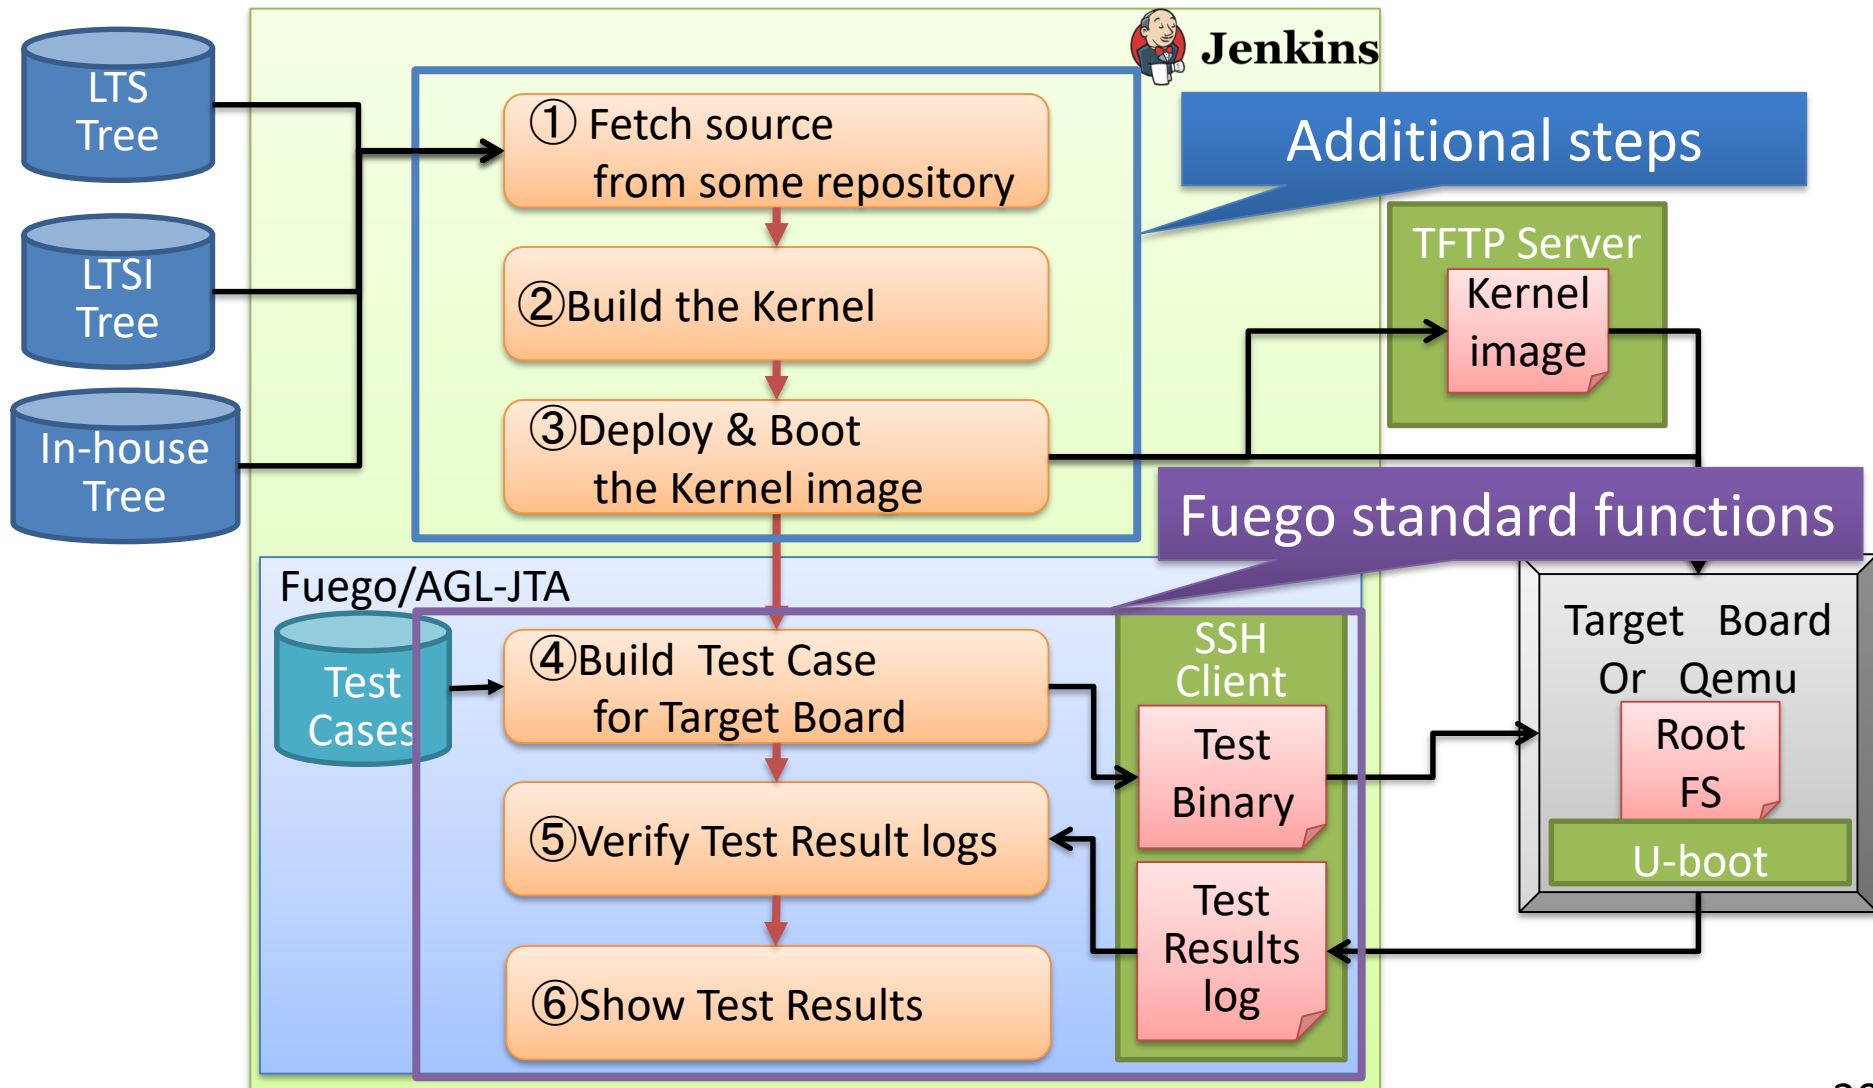 Jenkins
LTS
Tree
LTSI
Tree
In-house
Tree
① Fetch source
from some repository
②Build the Kernel
③Deploy & Boot
the Kernel image
Additional steps
TFTP Server
Kernel
image
Fuego standard functions
Fuego/AGL-JTA
Test
Cases
④Build Test Case
for Target Board
⑤Verify Test Result logs
⑥Show Test Results
SSH
Client
Test
Binary
Test
Results
log
Target Board
Or Qemu
Root
FS
U-boot